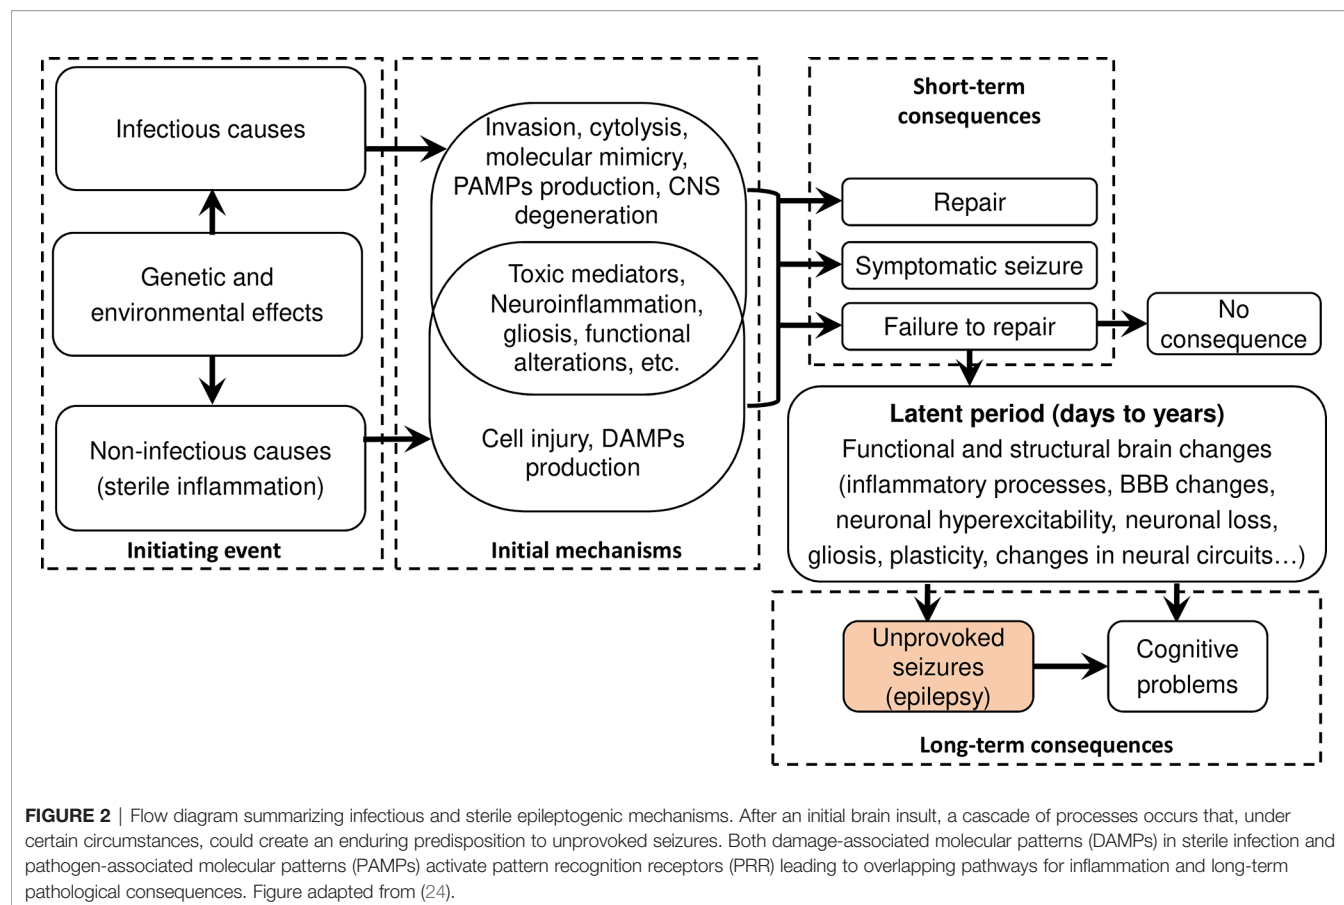 Infectious causes
Genetic and
environmental effects
Non-infectious causes
(sterile inflammation)
Initiating event
Invasion, cytolysis,
molecular mimicry,
PAMPs production, CNS
degeneration
Toxic mediators,
Neuroinflammation,
gliosis, functional
alterations, etc.
Cell injury, DAMPs
production
Initial mechanisms
Short-term
consequences
Repair
Symptomatic seizure
Failure to repair
No
consequence
Latent period (days to years)
Functional and structural brain changes
(inflammatory processes, BBB changes,
neuronal hyperexcitability, neuronal loss,
gliosis, plasticity, changes in neural circuits…)
Unprovoked
seizures
(epilepsy)
Cognitive
problems
Long-term consequences
FIGURE 2 | Flow diagram summarizing infectious and sterile epileptogenic mechanisms. After an initial brain insult, a cascade of processes occurs that, under
certain circumstances, could create an enduring predisposition to unprovoked seizures. Both damage-associated molecular patterns (DAMPs) in sterile infection and
pathogen-associated molecular patterns (PAMPs) activate pattern recognition receptors (PRR) leading to overlapping pathways for inflammation and long-term
pathological consequences. Figure adapted from (24).